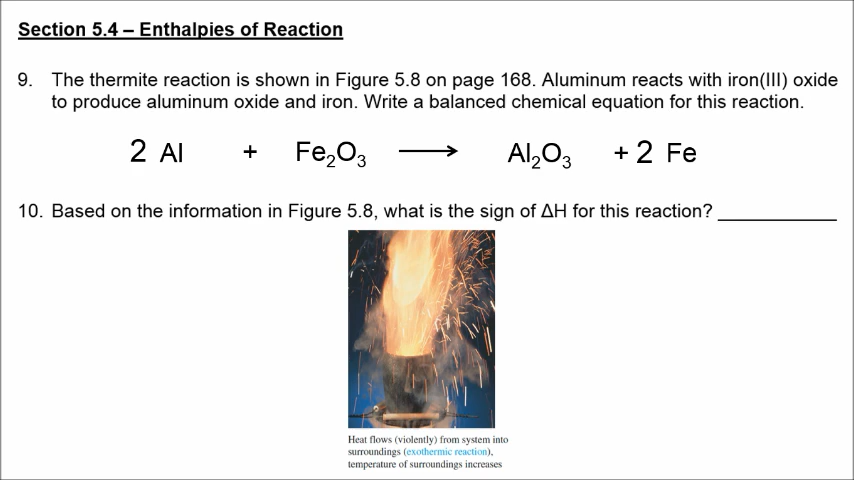 Section 5.4 – Enthalpies of Reaction
9. The thermite reaction is shown in Figure 5.8 on page 168. Aluminum reacts with iron(III) oxide
to produce aluminum oxide and iron. Write a balanced chemical equation for this reaction.
2 Al + Fe₂O₃ ⟶ Al₂O₃ + 2 Fe
10. Based on the information in Figure 5.8, what is the sign of ΔH for this reaction? ____________
Heat flows (violently) from system into
surroundings (exothermic reaction),
temperature of surroundings increases